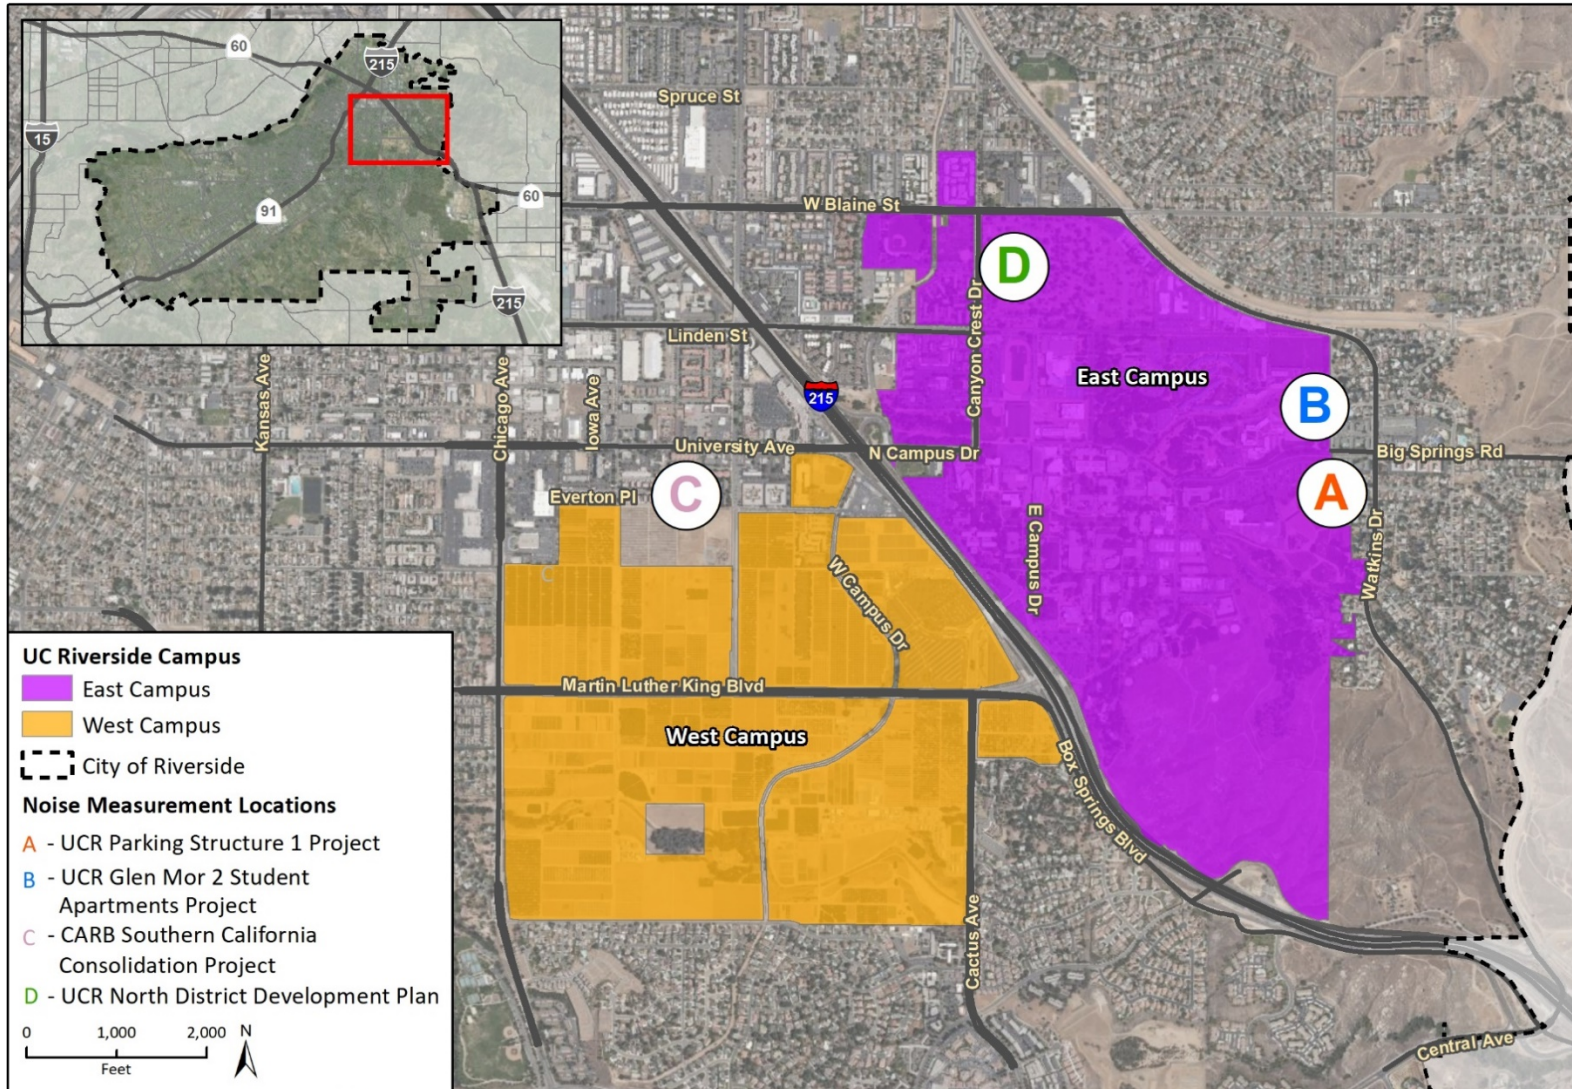 60
215
15
91
60
215
Spruce St
W Blaine St
D
Linden St
Canyon Crest Dr
East Campus
215
B
Kansas Ave
Chicago Ave
Iowa Ave
University Ave
N Campus Dr
Big Springs Rd
Everton Pl
C
A
E Campus Dr
Watkins Dr
W Campus Dr
Martin Luther King Blvd
West Campus
Box Springs Blvd
Cactus Ave
Central Ave
UC Riverside Campus
East Campus
West Campus
City of Riverside
Noise Measurement Locations
A - UCR Parking Structure 1 Project
B - UCR Glen Mor 2 Student
Apartments Project
C - CARB Southern California
Consolidation Project
D - UCR North District Development Plan
0 1,000 2,000
Feet
N